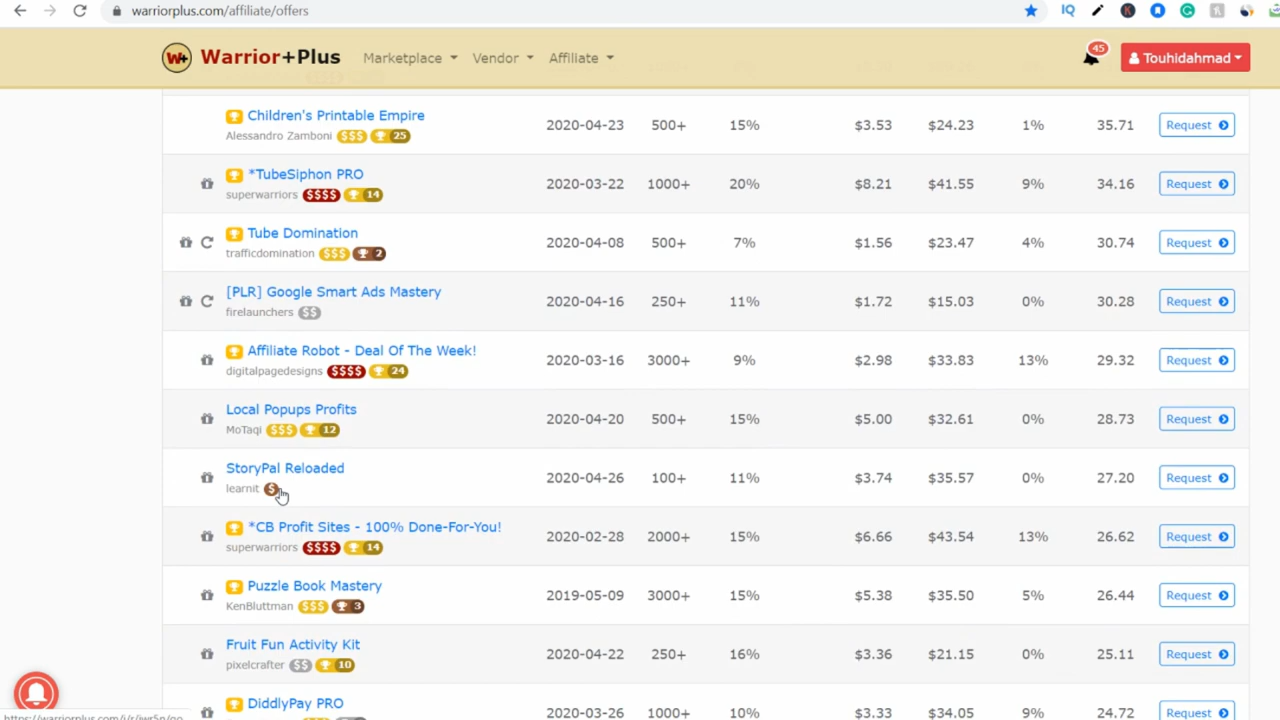 warriorplus.com/affiliate/offers
IQ K
W+ Warrior+Plus Marketplace Vendor Affiliate 45 Touhidahmad
Children's Printable Empire 2020-04-23 500+ 15% $3.53 $24.23 1% 35.71 Request
Alessandro Zamboni $$$ 25
*TubeSiphon PRO 2020-03-22 1000+ 20% $8.21 $41.55 9% 34.16 Request
superwarriors $$$$ 14
Tube Domination 2020-04-08 500+ 7% $1.56 $23.47 4% 30.74 Request
trafficdomination $$$ 2
[PLR] Google Smart Ads Mastery 2020-04-16 250+ 11% $1.72 $15.03 0% 30.28 Request
firelaunchers $$
Affiliate Robot - Deal Of The Week! 2020-03-16 3000+ 9% $2.98 $33.83 13% 29.32 Request
digitalpagedesigns $$$$ 24
Local Popups Profits 2020-04-20 500+ 15% $5.00 $32.61 0% 28.73 Request
MoTaqi $$$ 12
StoryPal Reloaded 2020-04-26 100+ 11% $3.74 $35.57 0% 27.20 Request
learnit $
*CB Profit Sites - 100% Done-For-You! 2020-02-28 2000+ 15% $6.66 $43.54 13% 26.62 Request
superwarriors $$$$ 14
Puzzle Book Mastery 2019-05-09 3000+ 15% $5.38 $35.50 5% 26.44 Request
KenBluttman $$$ 3
Fruit Fun Activity Kit 2020-04-22 250+ 16% $3.36 $21.15 0% 25.11 Request
pixelcrafter $$ 10
DiddlyPay PRO 2020-03-26 1000+ 10% $3.33 $34.05 9% 24.72 Request